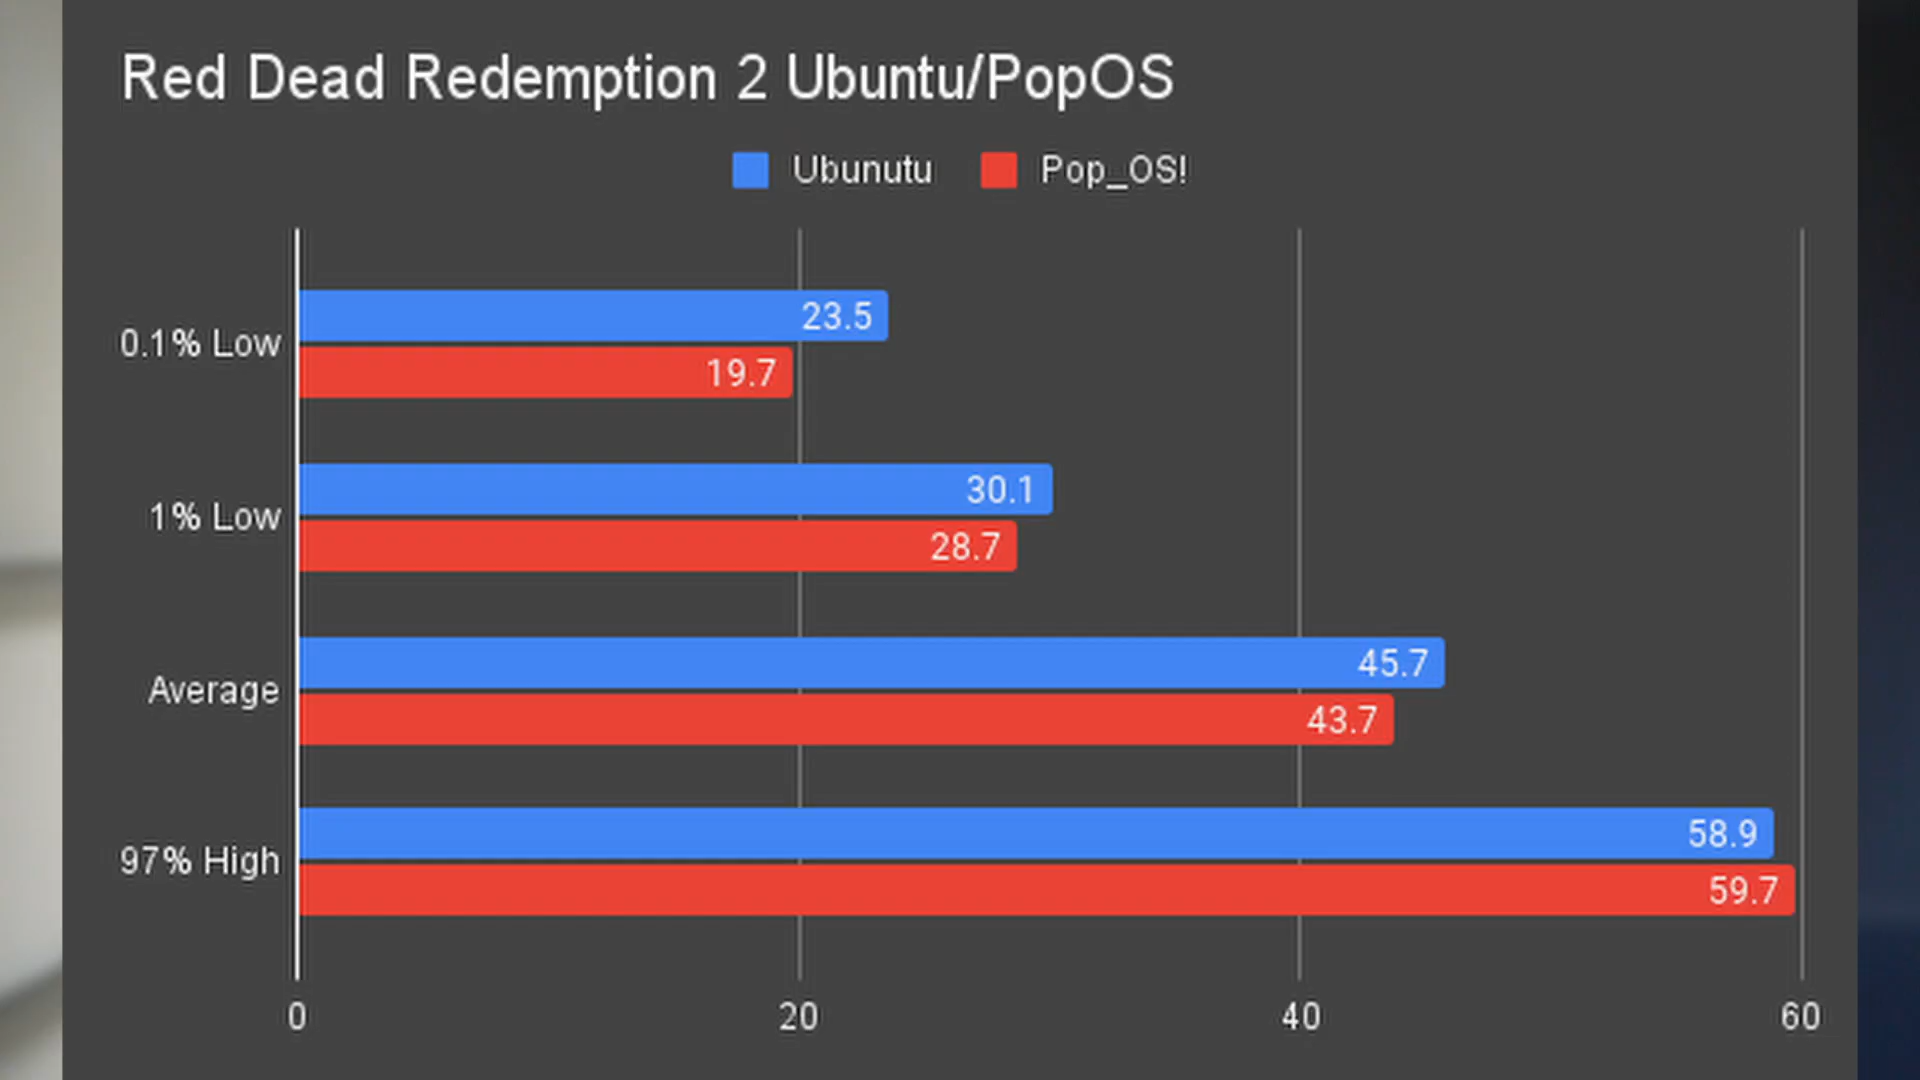 Red Dead Redemption 2 Ubuntu/PopOS
Ubunutu Pop_OS!
0.1% Low
23.5
19.7
1% Low
30.1
28.7
Average
45.7
43.7
97% High
58.9
59.7
0 20 40 60